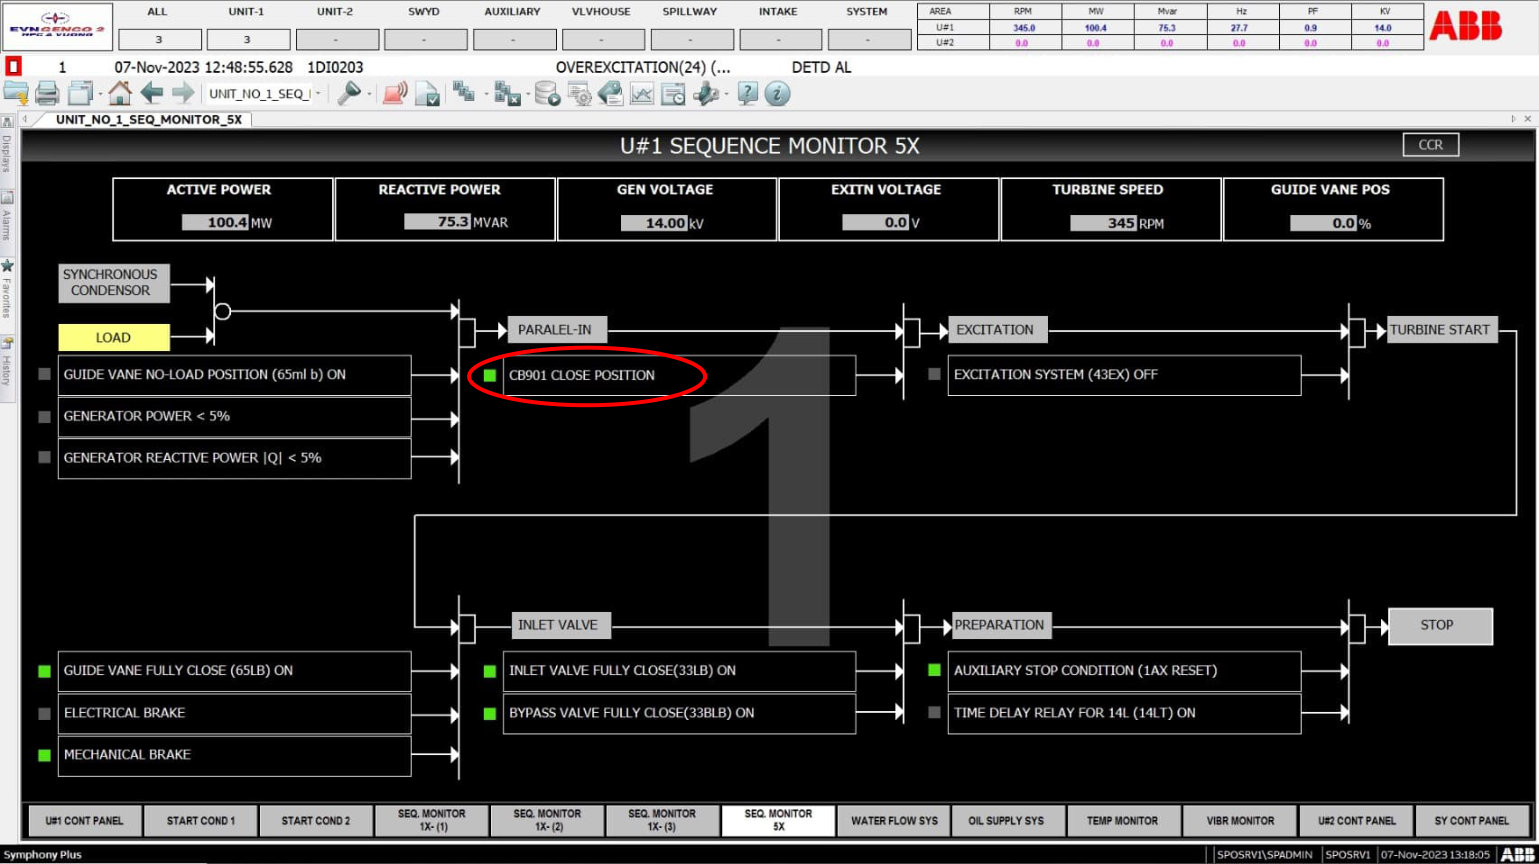 EVNGENCO 2
ALL UNIT-1 UNIT-2 SWYD AUXILIARY VLVHOUSE SPILLWAY INTAKE SYSTEM
3 3 - - - - - - -
AREA RPM MW Mvar Hz PF KV
U#1 345.0 100.4 75.3 27.7 0.9 14.0
U#2 0.0 0.0 0.0 0.0 0.0 0.0
ABB
1 07-Nov-2023 12:48:55.628 1DI0203 OVEREXCITATION(24) (... DETD AL
UNIT_NO_1_SEQ_
UNIT_NO_1_SEQ_MONITOR_5X
Displays
Alarms
Favorites
History
U#1 SEQUENCE MONITOR 5X
CCR
ACTIVE POWER REACTIVE POWER GEN VOLTAGE EXITN VOLTAGE TURBINE SPEED GUIDE VANE POS
100.4 MW 75.3 MVAR 14.00 kV 0.0 V 345 RPM 0.0 %
1
SYNCHRONOUS
CONDENSOR
LOAD
PARALEL-IN
EXCITATION
TURBINE START
GUIDE VANE NO-LOAD POSITION (65ml b) ON
CB901 CLOSE POSITION
EXCITATION SYSTEM (43EX) OFF
GENERATOR POWER < 5%
GENERATOR REACTIVE POWER |Q| < 5%
INLET VALVE
PREPARATION
STOP
GUIDE VANE FULLY CLOSE (65LB) ON
INLET VALVE FULLY CLOSE(33LB) ON
AUXILIARY STOP CONDITION (1AX RESET)
ELECTRICAL BRAKE
BYPASS VALVE FULLY CLOSE(33BLB) ON
TIME DELAY RELAY FOR 14L (14LT) ON
MECHANICAL BRAKE
U#1 CONT PANEL
START COND 1
START COND 2
SEQ. MONITOR
1X- (1)
SEQ. MONITOR
1X- (2)
SEQ. MONITOR
1X- (3)
SEQ. MONITOR
5X
WATER FLOW SYS
OIL SUPPLY SYS
TEMP MONITOR
VIBR MONITOR
U#2 CONT PANEL
SY CONT PANEL
Symphony Plus
SPOSRV1\SPADMIN SPOSRV1 07-Nov-2023 13:18:05 ABB